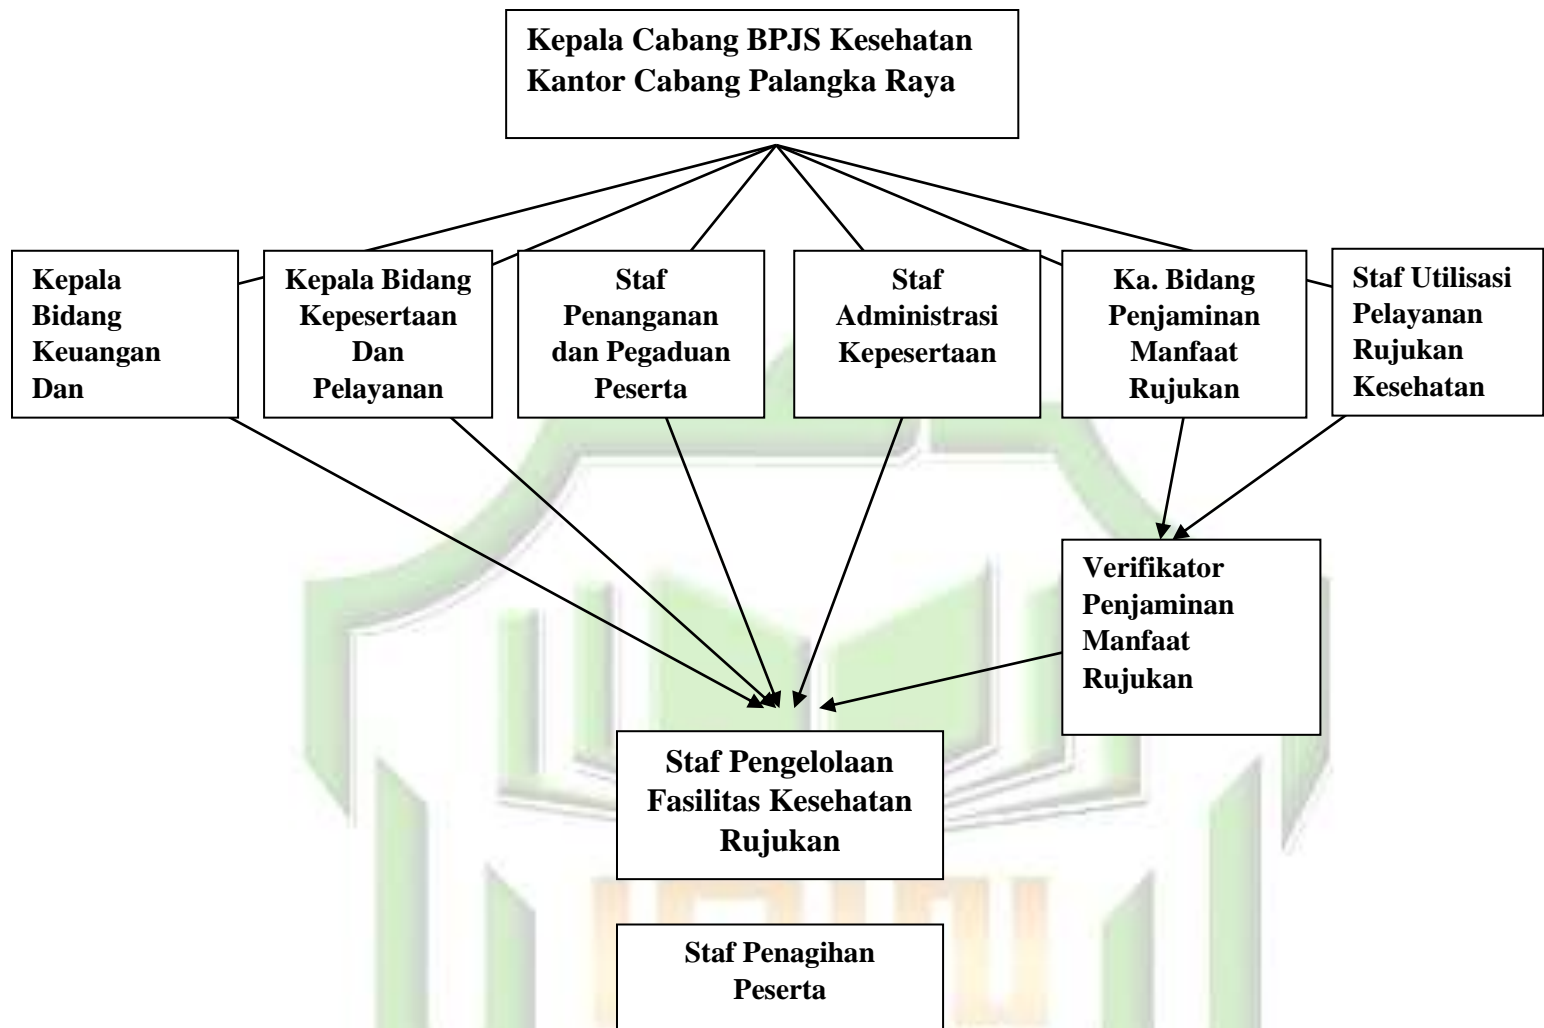 Kepala Cabang BPJS Kesehatan
Kantor Cabang Palangka Raya
Kepala
Bidang
Keuangan
Dan
Kepala Bidang
Kepesertaan
Dan
Pelayanan
Staf
Penanganan
dan Pegaduan
Peserta
Staf
Administrasi
Kepesertaan
Ka. Bidang
Penjaminan
Manfaat
Rujukan
Staf Utilisasi
Pelayanan
Rujukan
Kesehatan
Verifikator
Penjaminan
Manfaat
Rujukan
Staf Pengelolaan
Fasilitas Kesehatan
Rujukan
Staf Penagihan
Peserta